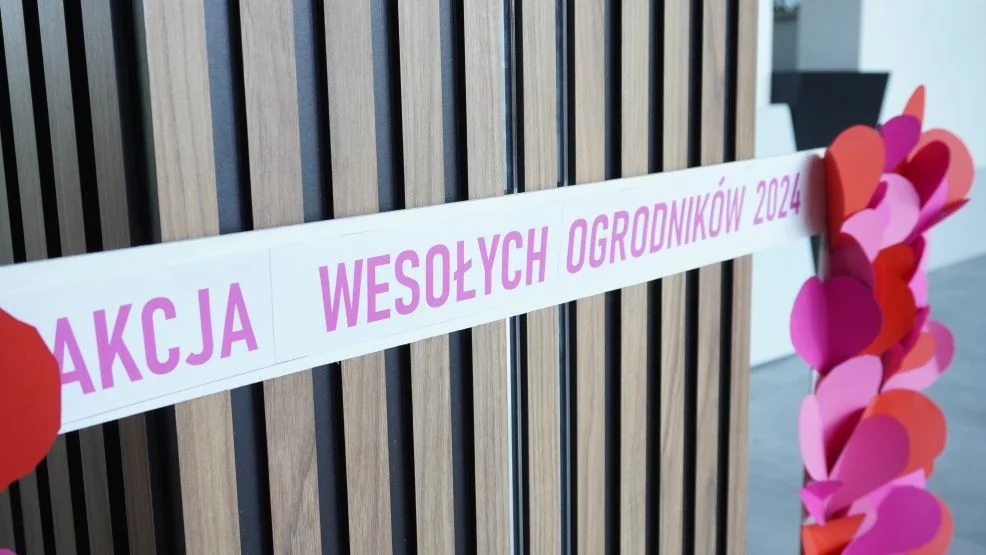 AKCJA WESOŁYCH OGRODNIKÓW 2024